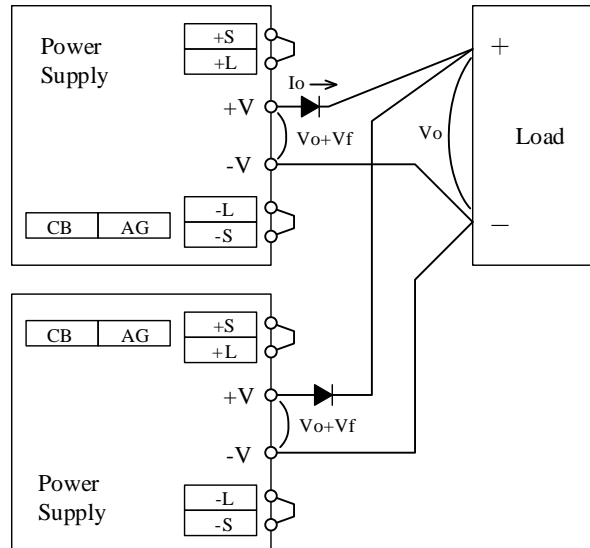 Power
Supply
+S
+L
+V
Io
Vo+Vf
-V
-L
-S
CB AG
+
Vo
Load
−
CB AG
+S
+L
+V
Vo+Vf
-V
Power
Supply
-L
-S